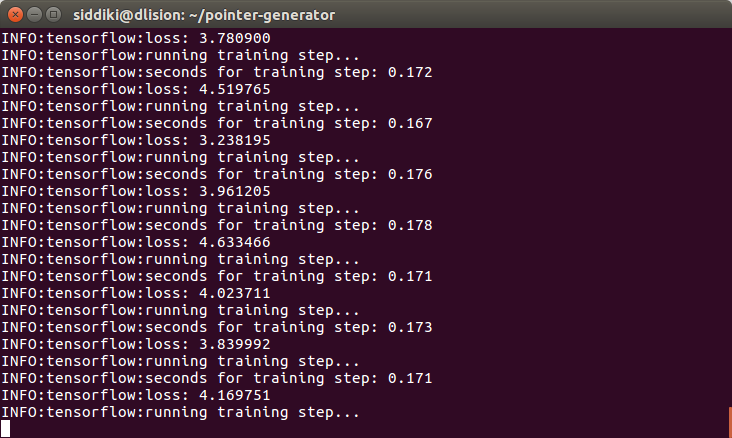 siddiki@dlision: ~/pointer-generator
INFO:tensorflow:loss: 3.780900
INFO:tensorflow:running training step...
INFO:tensorflow:seconds for training step: 0.172
INFO:tensorflow:loss: 4.519765
INFO:tensorflow:running training step...
INFO:tensorflow:seconds for training step: 0.167
INFO:tensorflow:loss: 3.238195
INFO:tensorflow:running training step...
INFO:tensorflow:seconds for training step: 0.176
INFO:tensorflow:loss: 3.961205
INFO:tensorflow:running training step...
INFO:tensorflow:seconds for training step: 0.178
INFO:tensorflow:loss: 4.633466
INFO:tensorflow:running training step...
INFO:tensorflow:seconds for training step: 0.171
INFO:tensorflow:loss: 4.023711
INFO:tensorflow:running training step...
INFO:tensorflow:seconds for training step: 0.173
INFO:tensorflow:loss: 3.839992
INFO:tensorflow:running training step...
INFO:tensorflow:seconds for training step: 0.171
INFO:tensorflow:loss: 4.169751
INFO:tensorflow:running training step...